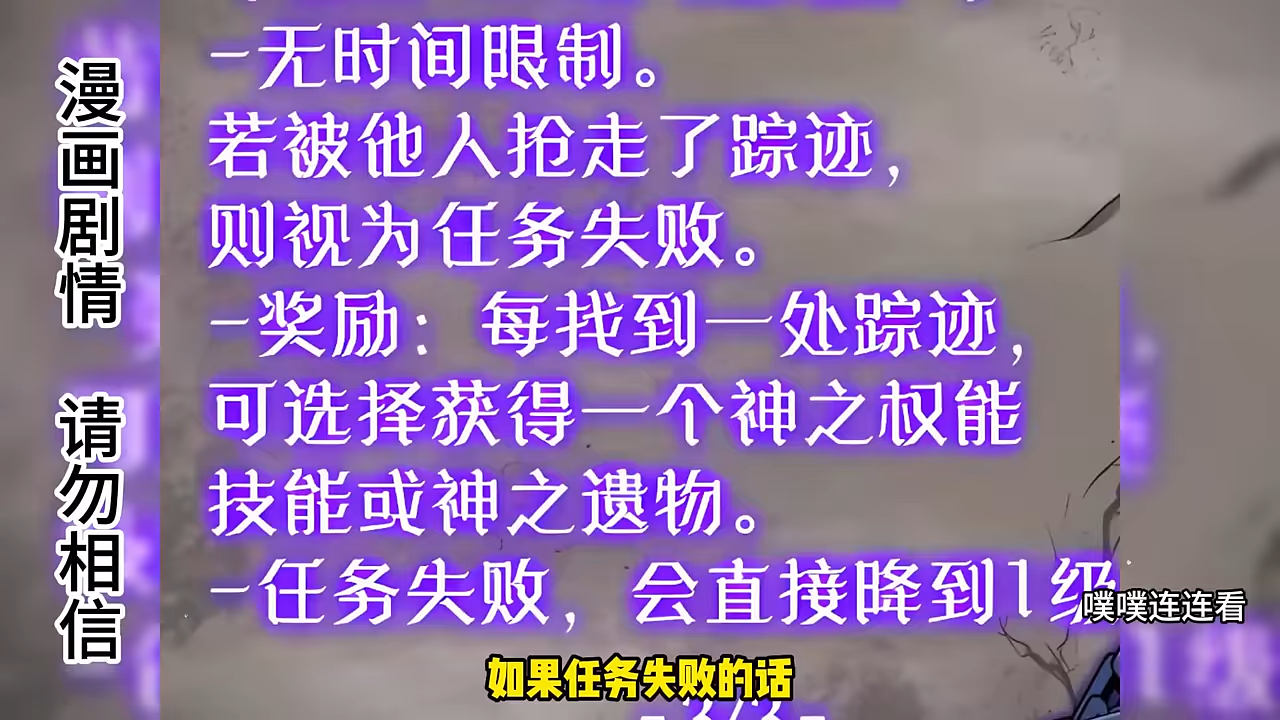 漫画剧情 请勿相信
-无时间限制。
若被他人抢走了踪迹，
则视为任务失败。
-奖励：每找到一处踪迹，
可选择获得一个神之权能
技能或神之遗物。
-任务失败，会直接降到1级
噗噗连连看
如果任务失败的话